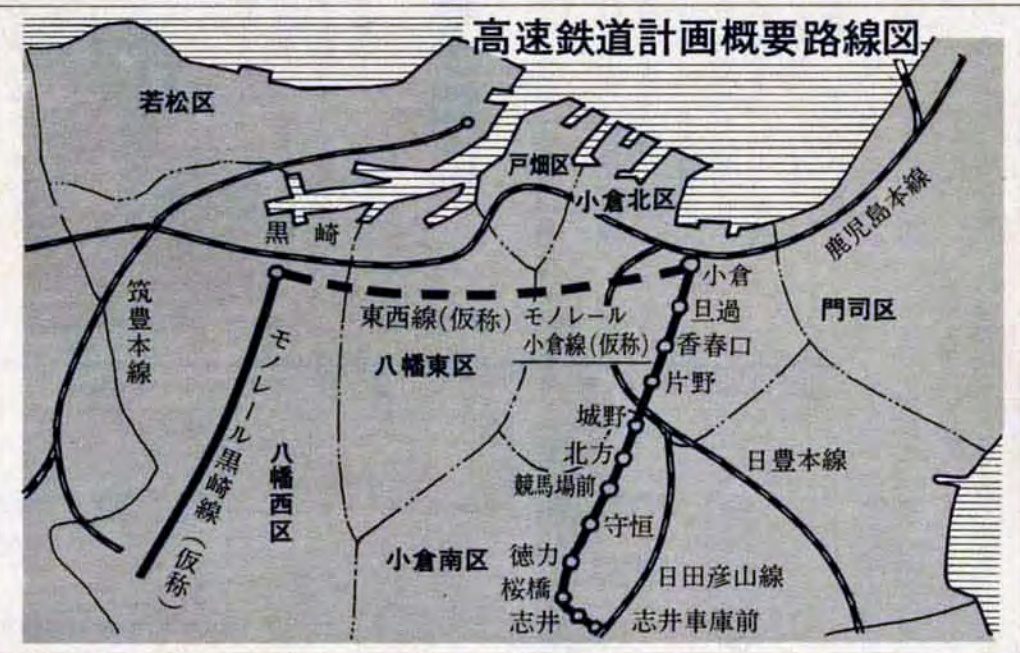 高速鉄道計画概要路線図
若松区
戸畑区
小倉北区
黒崎
鹿児島本線
筑豊本線
小倉
旦過
門司区
東西線(仮称)
モノレール
小倉線(仮称)
香春口
八幡東区
片野
モノレール黒崎線(仮称)
城野
八幡西区
北方
日豊本線
競馬場前
守恒
小倉南区
徳力
日田彦山線
桜橋
志井
志井車庫前